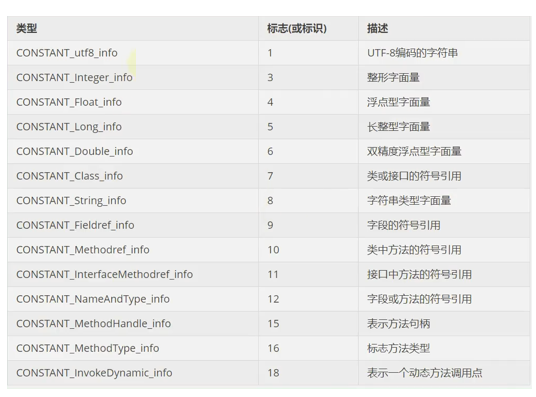 类型 标志(或标识) 描述
CONSTANT_utf8_info 1 UTF-8编码的字符串
CONSTANT_Integer_info 3 整形字面量
CONSTANT_Float_info 4 浮点型字面量
CONSTANT_Long_info 5 长整型字面量
CONSTANT_Double_info 6 双精度浮点型字面量
CONSTANT_Class_info 7 类或接口的符号引用
CONSTANT_String_info 8 字符串类型字面量
CONSTANT_Fieldref_info 9 字段的符号引用
CONSTANT_Methodref_info 10 类中方法的符号引用
CONSTANT_InterfaceMethodref_info 11 接口中方法的符号引用
CONSTANT_NameAndType_info 12 字段或方法的符号引用
CONSTANT_MethodHandle_info 15 表示方法句柄
CONSTANT_MethodType_info 16 标志方法类型
CONSTANT_InvokeDynamic_info 18 表示一个动态方法调用点